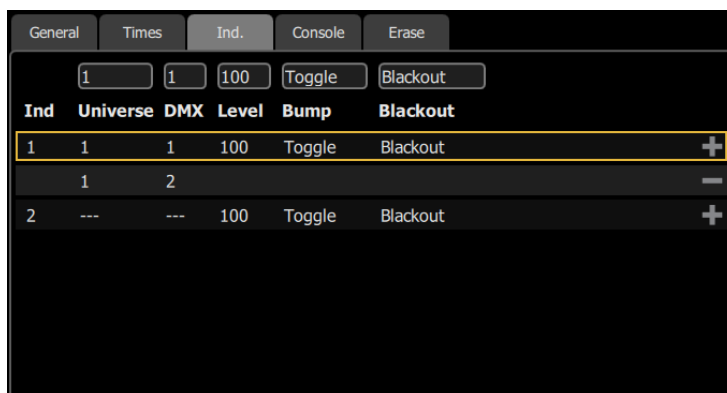 General Times Ind. Console Erase
1 1 100 Toggle Blackout
Ind Universe DMX Level Bump Blackout
1 1 1 100 Toggle Blackout
1 2
2 --- --- 100 Toggle Blackout